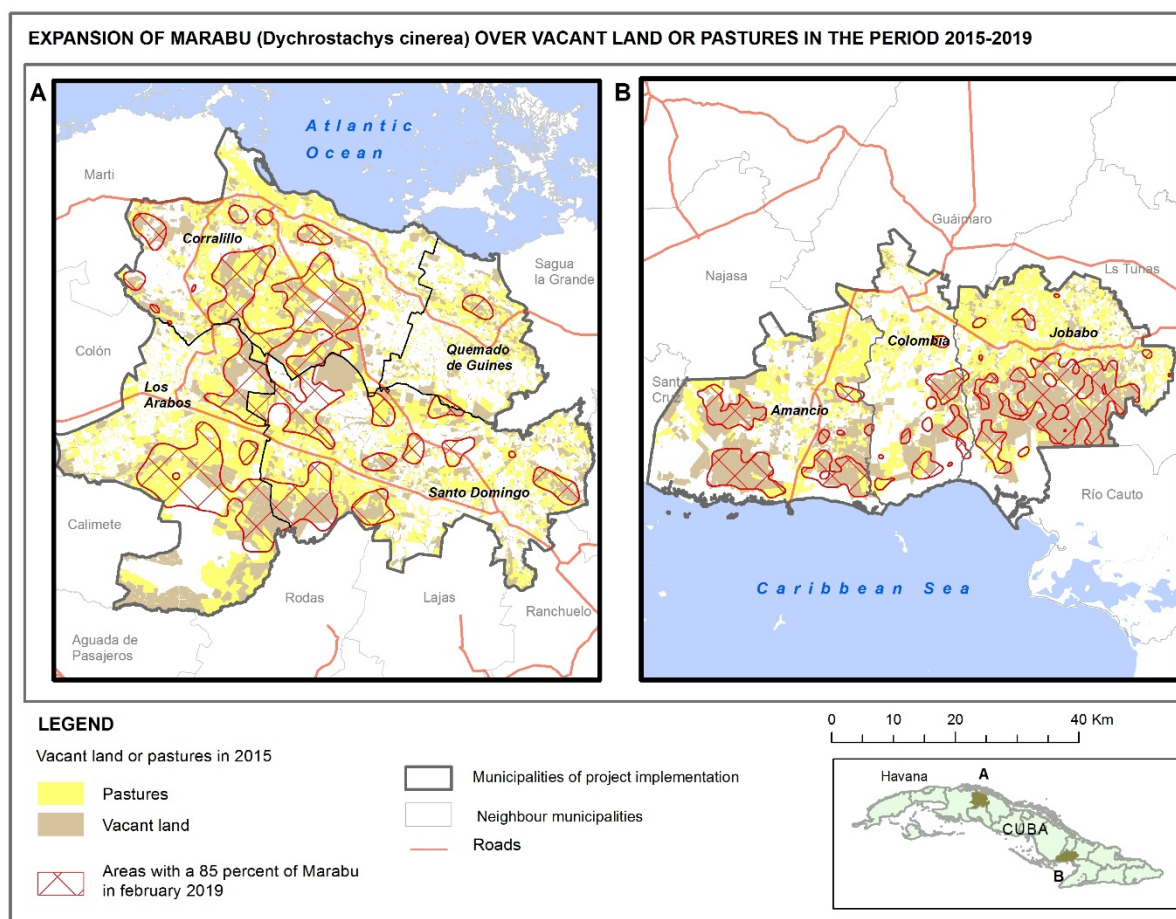 EXPANSION OF MARABU (Dychrostachys cinerea) OVER VACANT LAND OR PASTURES IN THE PERIOD 2015-2019
A
Atlantic
Ocean
Marti
Corralillo
Sagua
la Grande
Colón
Quemado
de Guines
Los
Arabos
Santo Domingo
Calimete
Rodas
Lajas
Ranchuelo
Aguada de
Pasajeros
B
Guáimaro
Najasa
Ls Tunas
Colombia
Jobabo
Santa
Cruz
Amancio
Río Cauto
Caribbean Sea
LEGEND
Vacant land or pastures in 2015
Pastures
Vacant land
Areas with a 85 percent of Marabu
in february 2019
Municipalities of project implementation
Neighbour municipalities
Roads
0 10 20 40 Km
Havana
A
CUBA
B